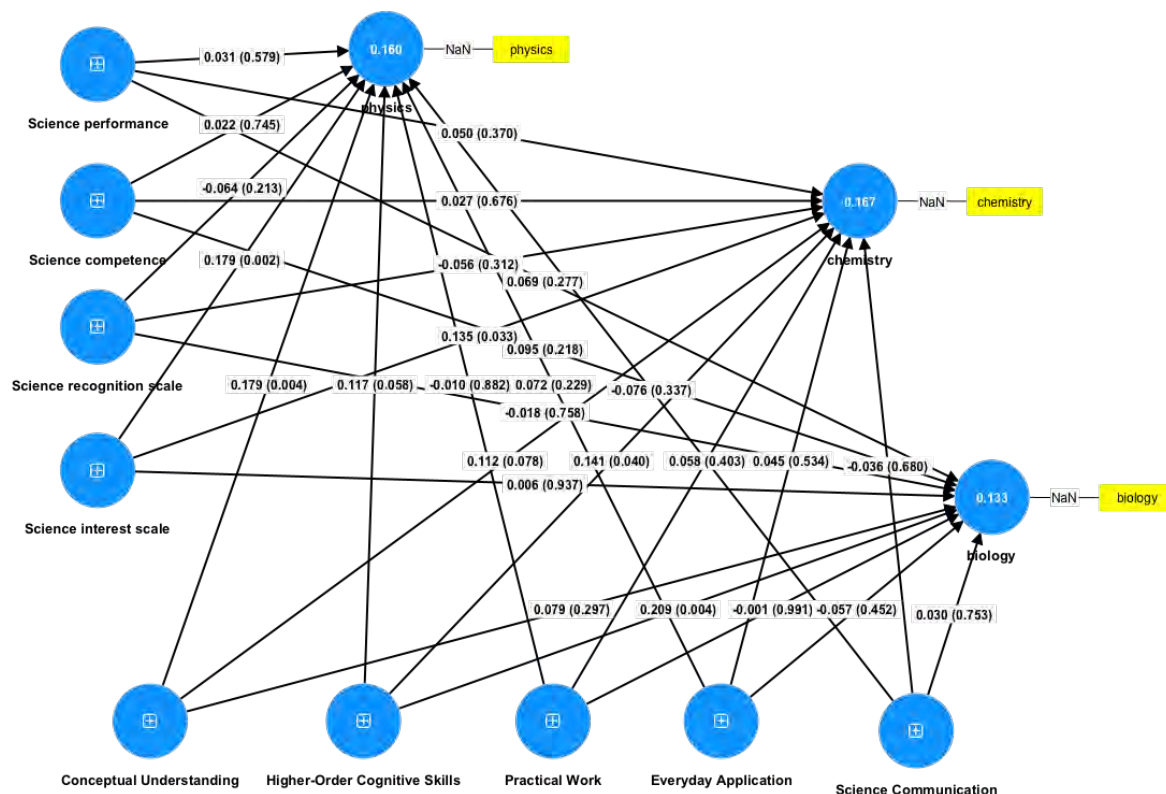 0.160
NaN
physics
0.031 (0.579)
physics
Science performance
0.022 (0.745)
0.050 (0.370)
-0.064 (0.213)
0.027 (0.676)
0.167
NaN
chemistry
Science competence
0.179 (0.002)
-0.056 (0.312)
chemistry
0.069 (0.277)
0.135 (0.033)
0.095 (0.218)
Science recognition scale
0.179 (0.004)
0.117 (0.058)
-0.010 (0.882)
0.072 (0.229)
-0.076 (0.337)
-0.018 (0.758)
0.112 (0.078)
0.141 (0.040)
0.058 (0.403)
0.045 (0.534)
-0.036 (0.680)
0.006 (0.937)
0.133
NaN
biology
Science interest scale
biology
0.079 (0.297)
0.209 (0.004)
-0.001 (0.991)
-0.057 (0.452)
0.030 (0.753)
Conceptual Understanding
Higher-Order Cognitive Skills
Practical Work
Everyday Application
Science Communication